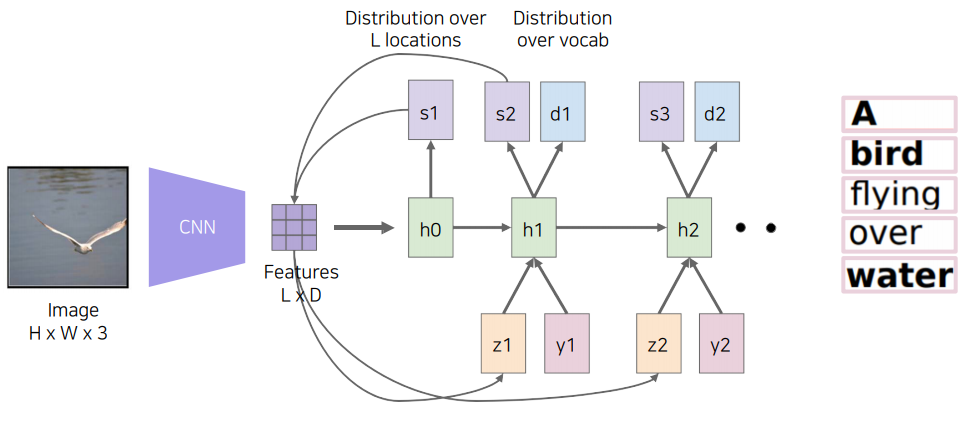 Distribution over
L locations
Distribution
over vocab
s1
s2
d1
s3
d2
A
bird
flying
over
water
CNN
h0
h1
h2
Features
L x D
Image
H x W x 3
z1
y1
z2
y2